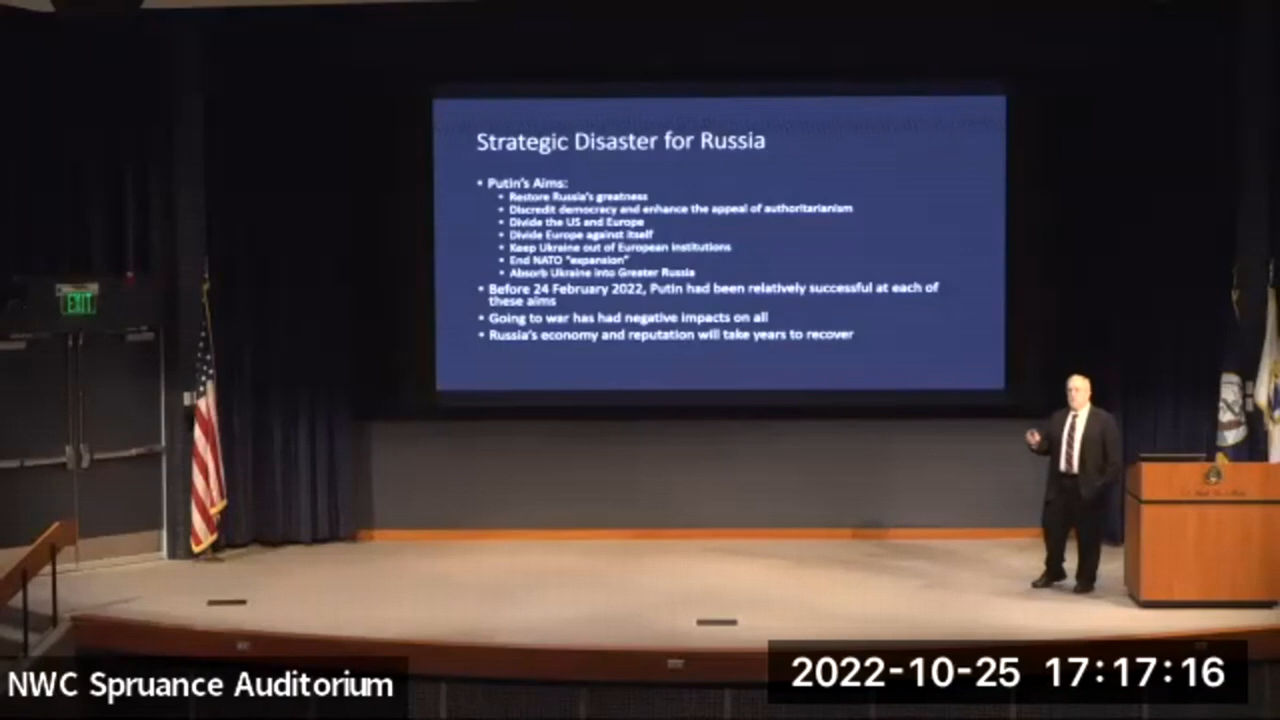 Strategic Disaster for Russia
• Putin's Aims:
• Restore Russia's greatness
• Discredit democracy and enhance the appeal of authoritarianism
• Divide the US and Europe
• Divide Europe against itself
• Keep Ukraine out of European institutions
• End NATO "expansion"
• Absorb Ukraine into Greater Russia
• Before 24 February 2022, Putin had been relatively successful at each of
these aims
• Going to war has had negative impacts on all
• Russia's economy and reputation will take years to recover
EXIT
NWC Spruance Auditorium
2022-10-25 17:17:16